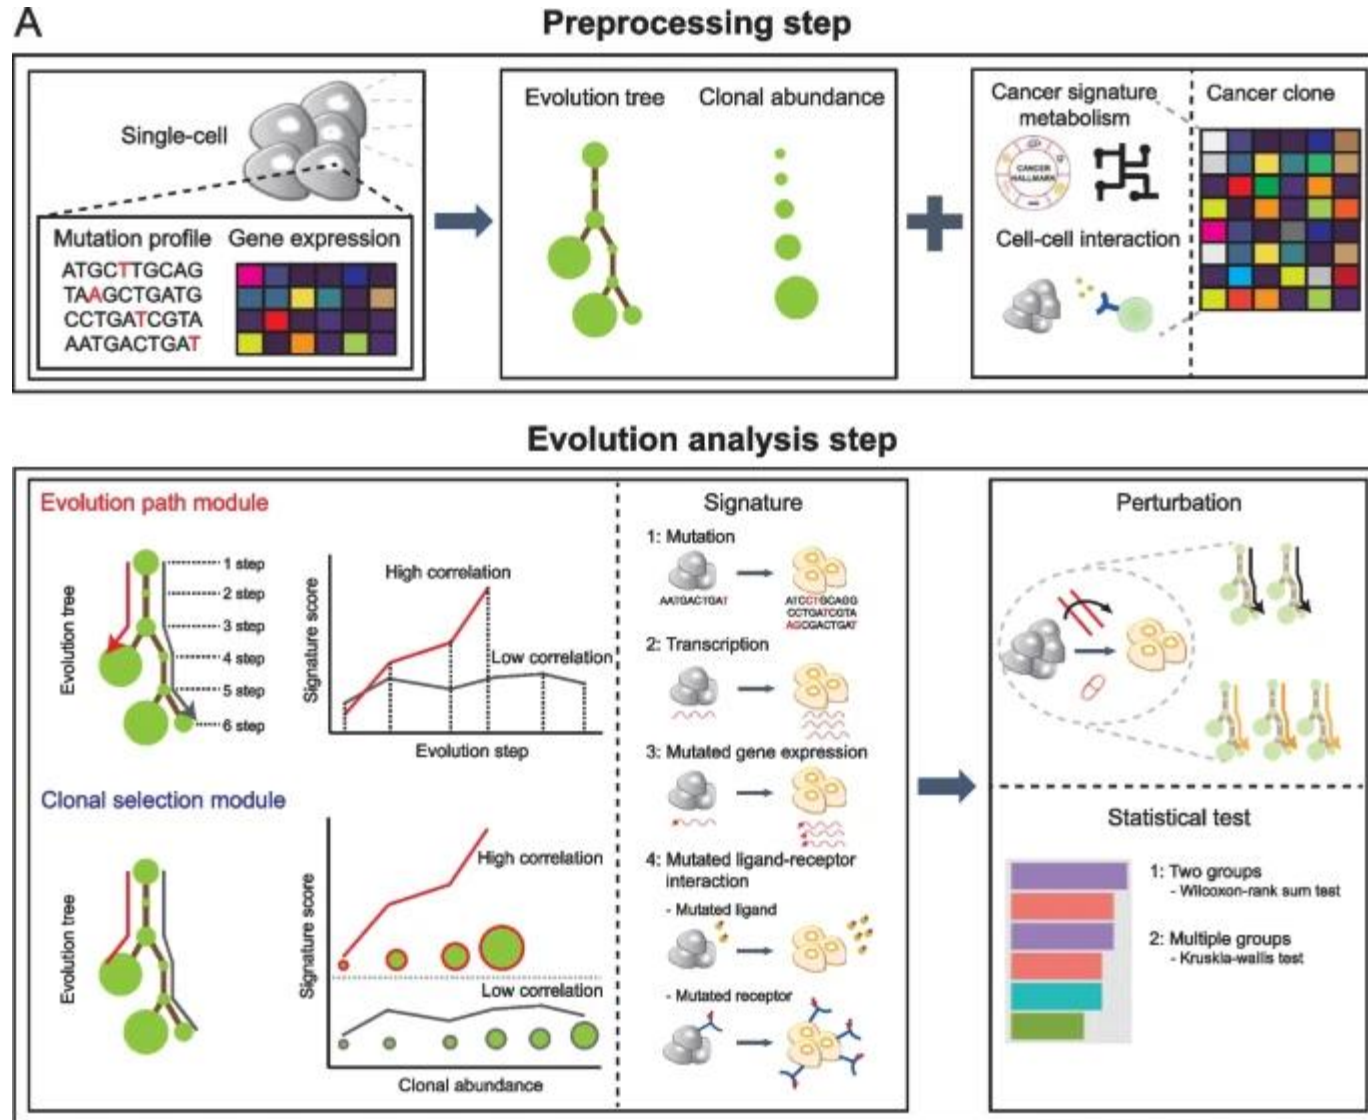 A
Preprocessing step
Single-cell
Mutation profile
ATGCTTGCAG
TAAGCTGATG
CCTGATCGTA
AATGACTGAT
Gene expression
Evolution tree
Clonal abundance
Cancer signature
metabolism
CANCER
HALLMARK
Cell-cell interaction
Cancer clone
Evolution analysis step
Evolution path module
Evolution tree
1 step
2 step
3 step
4 step
5 step
6 step
Signature score
High correlation
Low correlation
Evolution step
Clonal selection module
Evolution tree
Signature score
High correlation
Low correlation
Clonal abundance
Signature
1: Mutation
AATGACTGAT
ATCCTGCAGG
CCTGATCGTA
AGCGACTGAT
2: Transcription
3: Mutated gene expression
4: Mutated ligand-receptor
interaction
- Mutated ligand
- Mutated receptor
Perturbation
Statistical test
1: Two groups
- Wilcoxon-rank sum test
2: Multiple groups
- Kruskla-wallis test